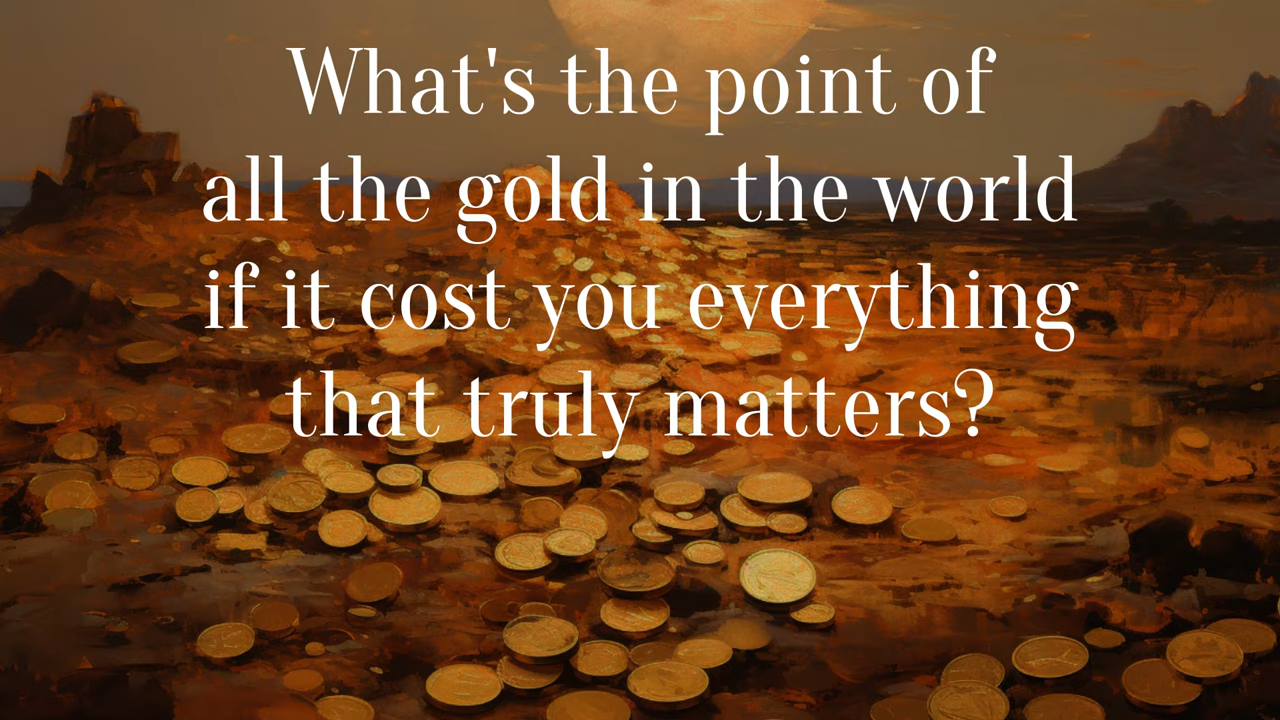 What's the point of
all the gold in the world
if it cost you everything
that truly matters?